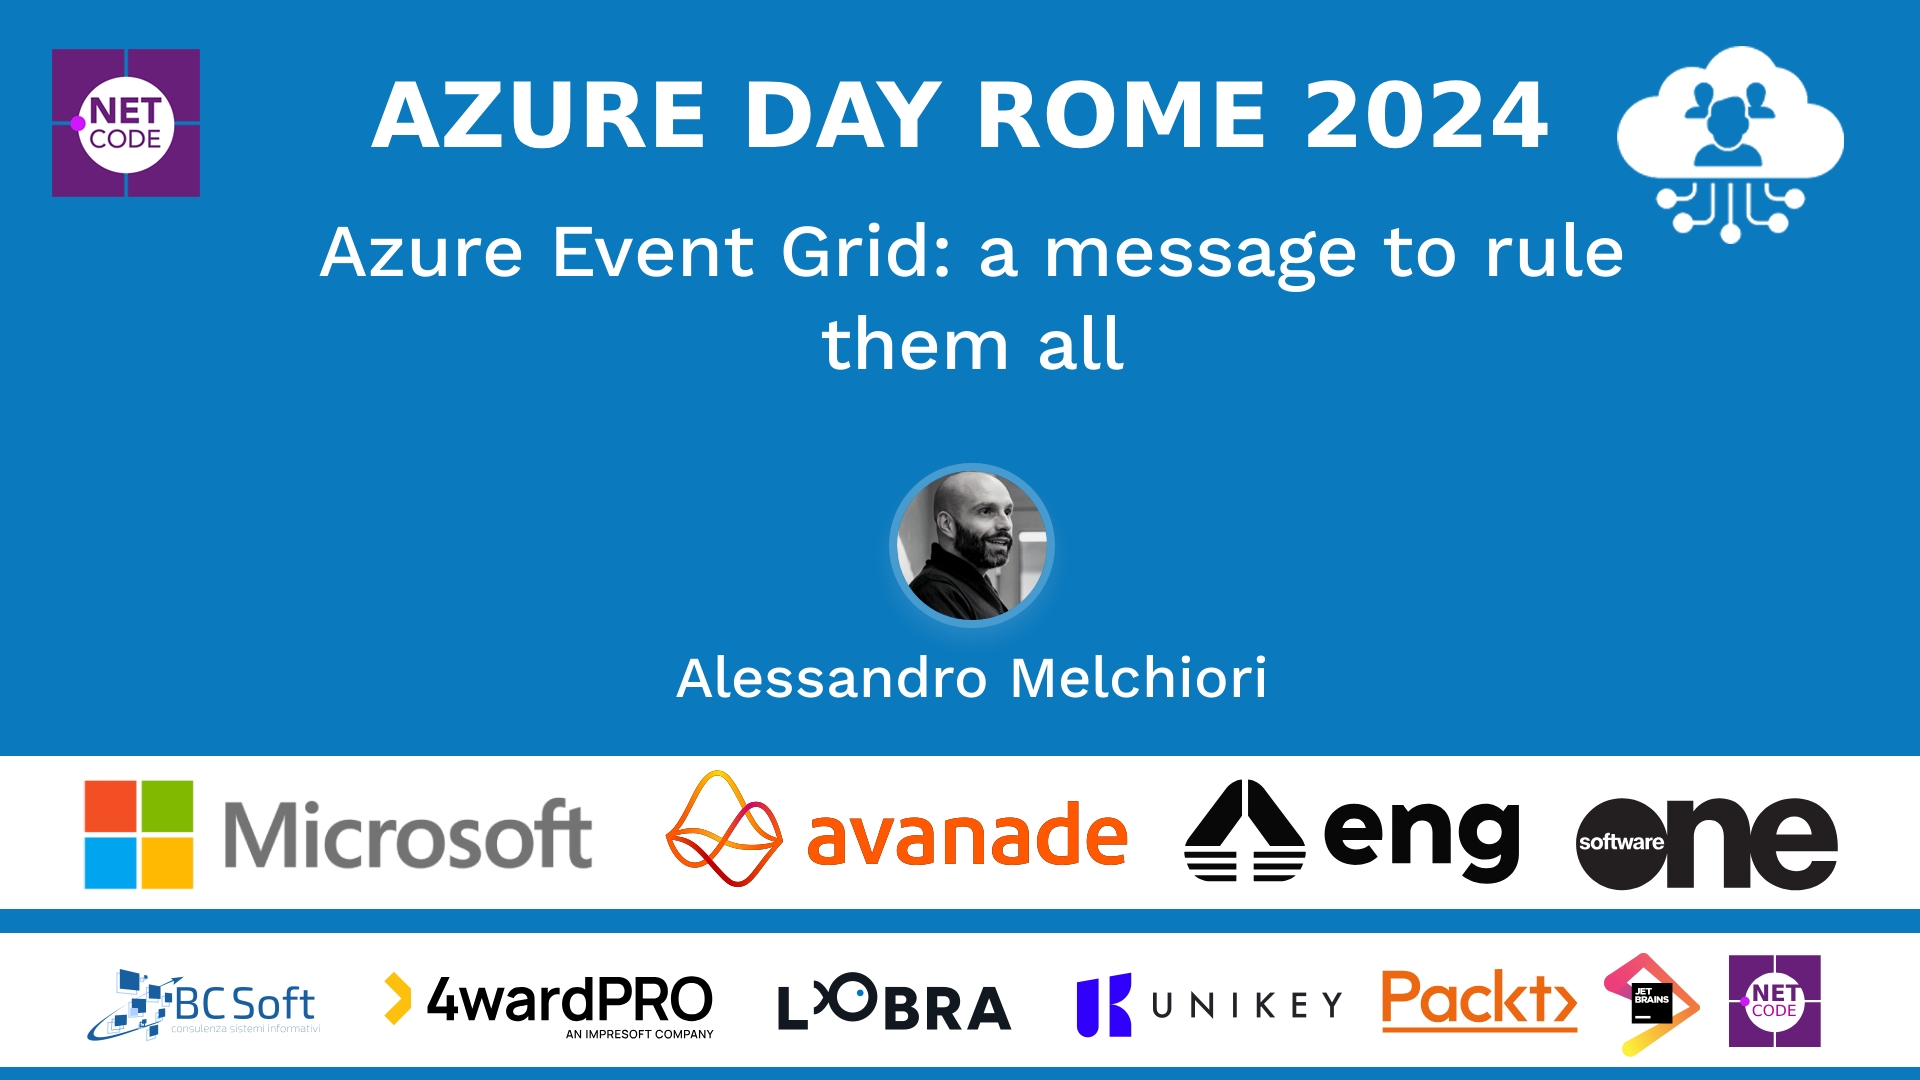 NET
CODE
AZURE DAY ROME 2024
Azure Event Grid: a message to rule
them all
Alessandro Melchiori
Microsoft
avanade
eng
software
one
BC Soft
consulenza sistemi informativi
4wardPRO
AN IMPRESOFT COMPANY
LOBRA
UNIKEY
Packt>
JET
BRAINS
NET
CODE